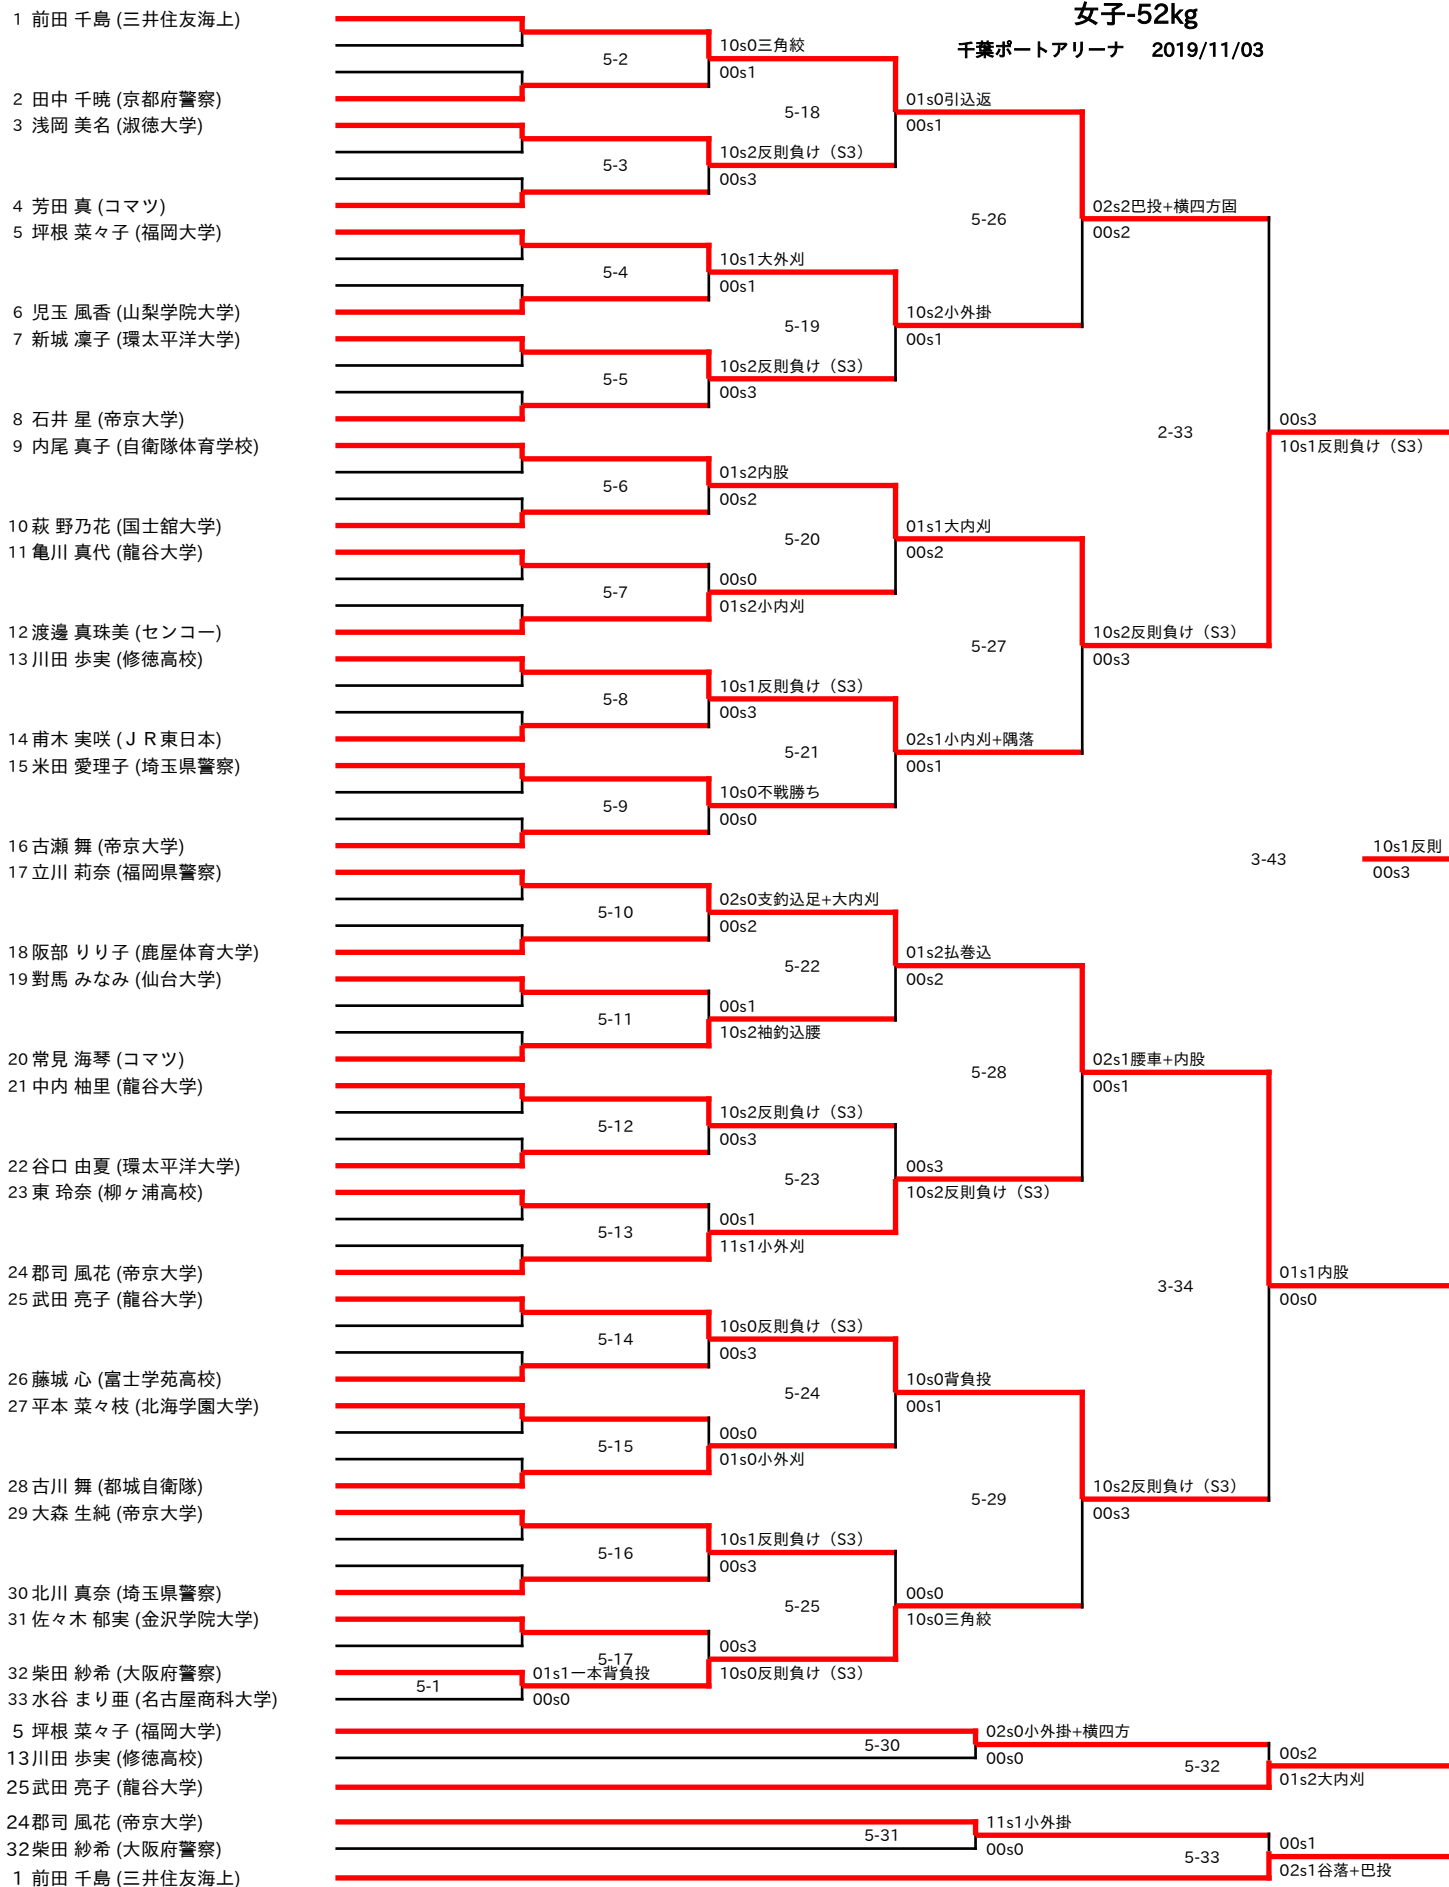 女子-52kg
千葉ポートアリーナ 2019/11/03
1 前田 千島 (三井住友海上)
5-2
10s0三角絞
00s1
2 田中 千暁 (京都府警察)
5-18
01s0引込返
00s1
3 浅岡 美名 (淑徳大学)
5-3
10s2反則負け（S3）
00s3
4 芳田 真 (コマツ)
5-26
02s2巴投+横四方固
00s2
5 坪根 菜々子 (福岡大学)
5-4
10s1大外刈
00s1
6 児玉 風香 (山梨学院大学)
5-19
10s2小外掛
00s1
7 新城 凜子 (環太平洋大学)
5-5
10s2反則負け（S3）
00s3
8 石井 星 (帝京大学)
2-33
00s3
10s1反則負け（S3）
9 内尾 真子 (自衛隊体育学校)
5-6
01s2内股
00s2
10 萩 野乃花 (国士舘大学)
5-20
01s1大内刈
00s2
11 亀川 真代 (龍谷大学)
5-7
00s0
01s2小内刈
12 渡邉 真珠美 (センコー)
5-27
10s2反則負け（S3）
00s3
13 川田 歩実 (修徳高校)
5-8
10s1反則負け（S3）
00s3
14 甫木 実咲 (ＪＲ東日本)
5-21
02s1小内刈+隅落
00s1
15 米田 愛理子 (埼玉県警察)
5-9
10s0不戦勝ち
00s0
16 古瀬 舞 (帝京大学)
3-43
10s1反則
00s3
17 立川 莉奈 (福岡県警察)
5-10
02s0支釣込足+大内刈
00s2
18 阪部 りり子 (鹿屋体育大学)
5-22
01s2払巻込
00s2
19 對馬 みなみ (仙台大学)
5-11
00s1
10s2袖釣込腰
20 常見 海琴 (コマツ)
5-28
02s1腰車+内股
00s1
21 中内 柚里 (龍谷大学)
5-12
10s2反則負け（S3）
00s3
22 谷口 由夏 (環太平洋大学)
5-23
00s3
10s2反則負け（S3）
23 東 玲奈 (柳ヶ浦高校)
5-13
00s1
11s1小外刈
24 郡司 風花 (帝京大学)
3-34
01s1内股
00s0
25 武田 亮子 (龍谷大学)
5-14
10s0反則負け（S3）
00s3
26 藤城 心 (富士学苑高校)
5-24
10s0背負投
00s1
27 平本 菜々枝 (北海学園大学)
5-15
00s0
01s0小外刈
28 古川 舞 (都城自衛隊)
5-29
10s2反則負け（S3）
00s3
29 大森 生純 (帝京大学)
5-16
10s1反則負け（S3）
00s3
30 北川 真奈 (埼玉県警察)
5-25
00s0
10s0三角絞
31 佐々木 郁実 (金沢学院大学)
5-17
00s3
10s0反則負け（S3）
32 柴田 紗希 (大阪府警察)
5-1
01s1一本背負投
00s0
33 水谷 まり亜 (名古屋商科大学)
5 坪根 菜々子 (福岡大学)
5-30
02s0小外掛+横四方
00s0
13 川田 歩実 (修徳高校)
5-32
00s2
01s2大内刈
25 武田 亮子 (龍谷大学)
24 郡司 風花 (帝京大学)
5-31
11s1小外掛
00s0
32 柴田 紗希 (大阪府警察)
5-33
00s1
02s1谷落+巴投
1 前田 千島 (三井住友海上)